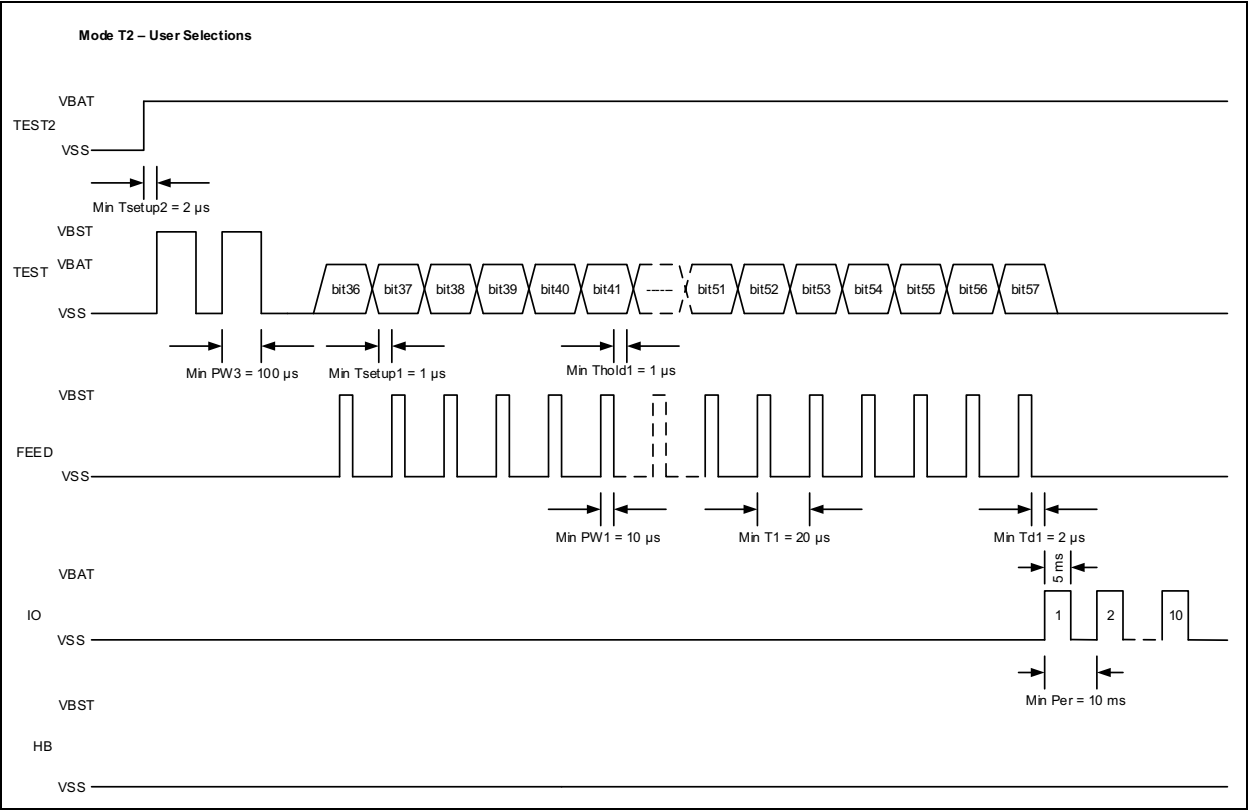 Mode T2 – User Selections
VBAT
TEST2
VSS
Min Tsetup2 = 2 µs
VBST
TEST
VBAT
bit36 bit37 bit38 bit39 bit40 bit41 ------ bit51 bit52 bit53 bit54 bit55 bit56 bit57
VSS
Min PW3 = 100 µs
Min Tsetup1 = 1 µs
Min Thold1 = 1 µs
VBST
FEED
VSS
Min PW1 = 10 µs
Min T1 = 20 µs
Min Td1 = 2 µs
5 ms
VBAT
IO
1 2 10
VSS
Min Per = 10 ms
VBST
HB
VSS